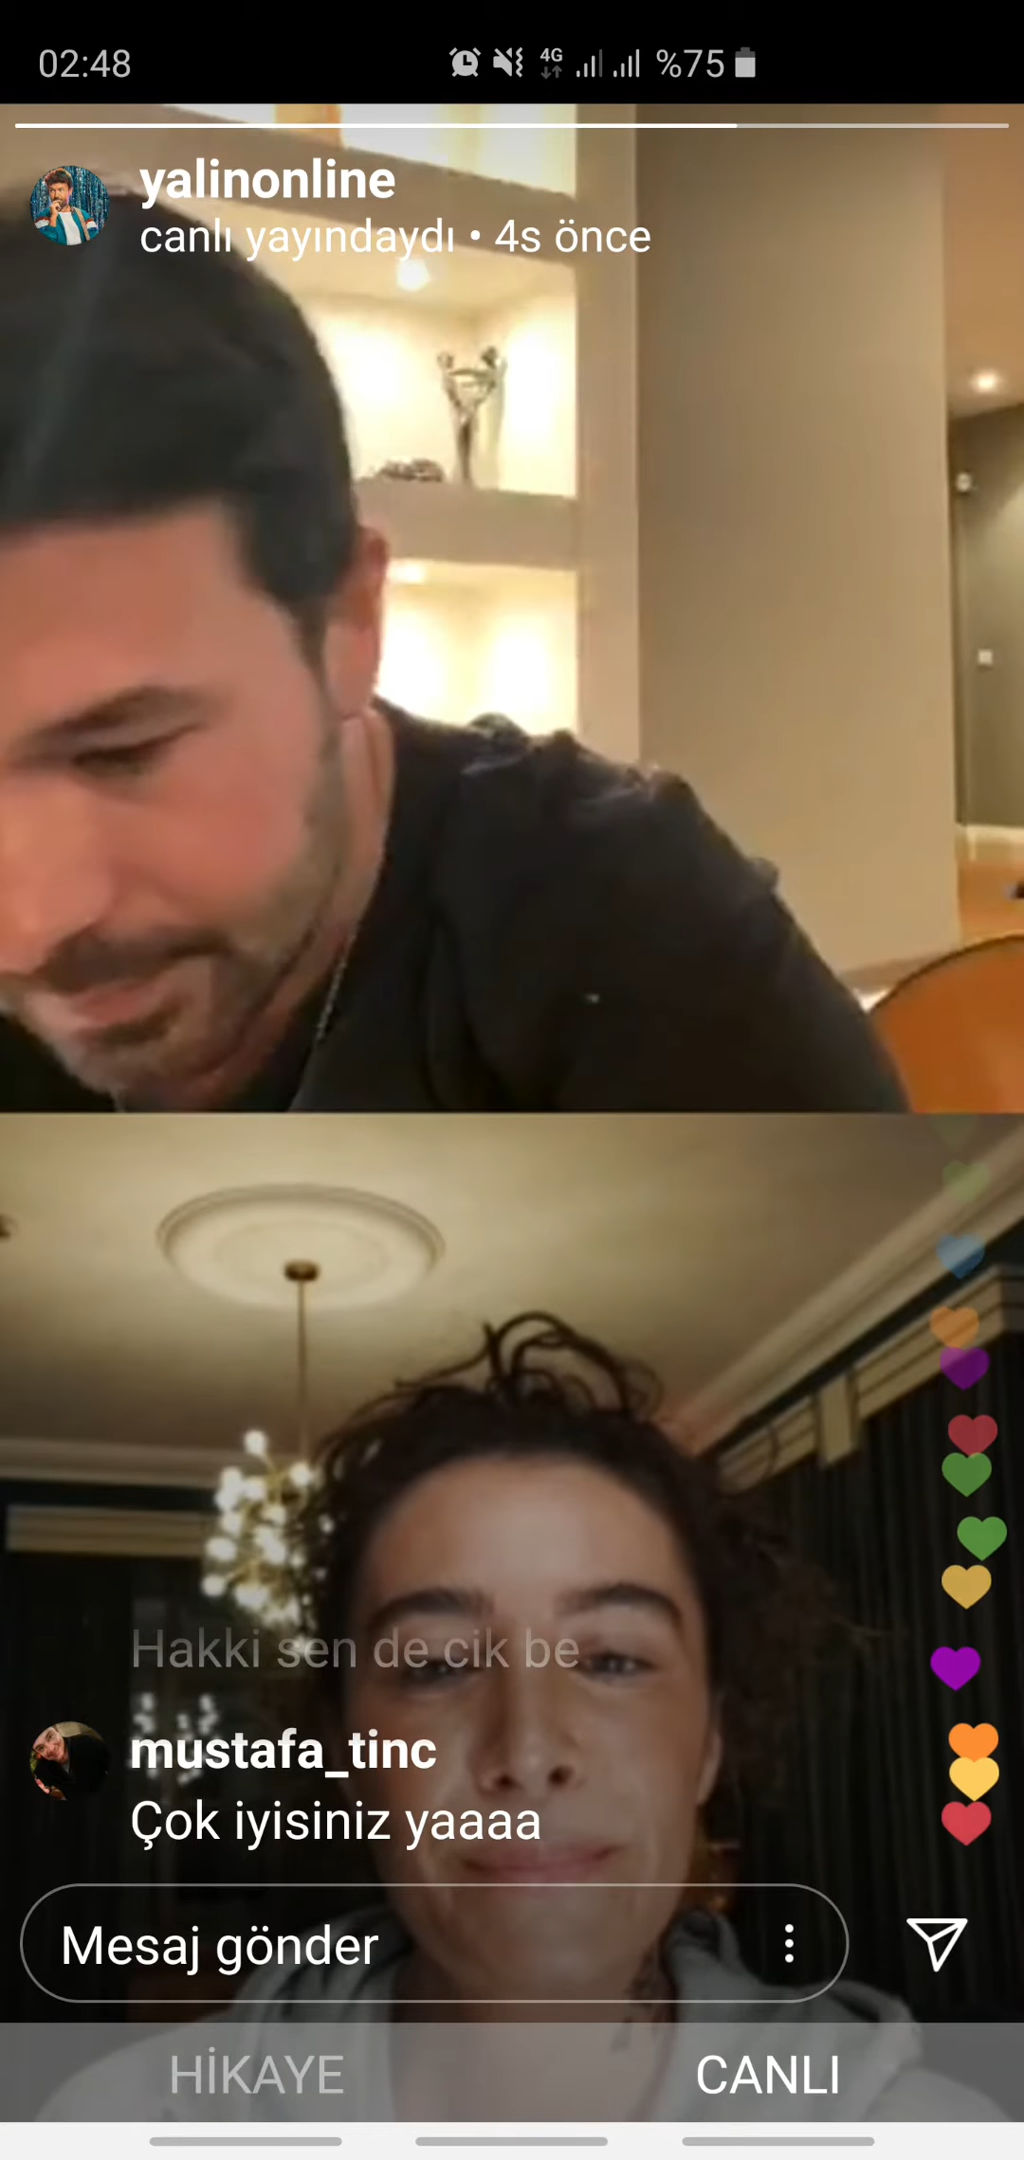 02:48
4G
%75
yalinonline
canlı yayındaydı • 4s önce
Hakki sen de cik be
mustafa_tinc
Çok iyisiniz yaaaa
Mesaj gönder
HİKAYE
CANLI